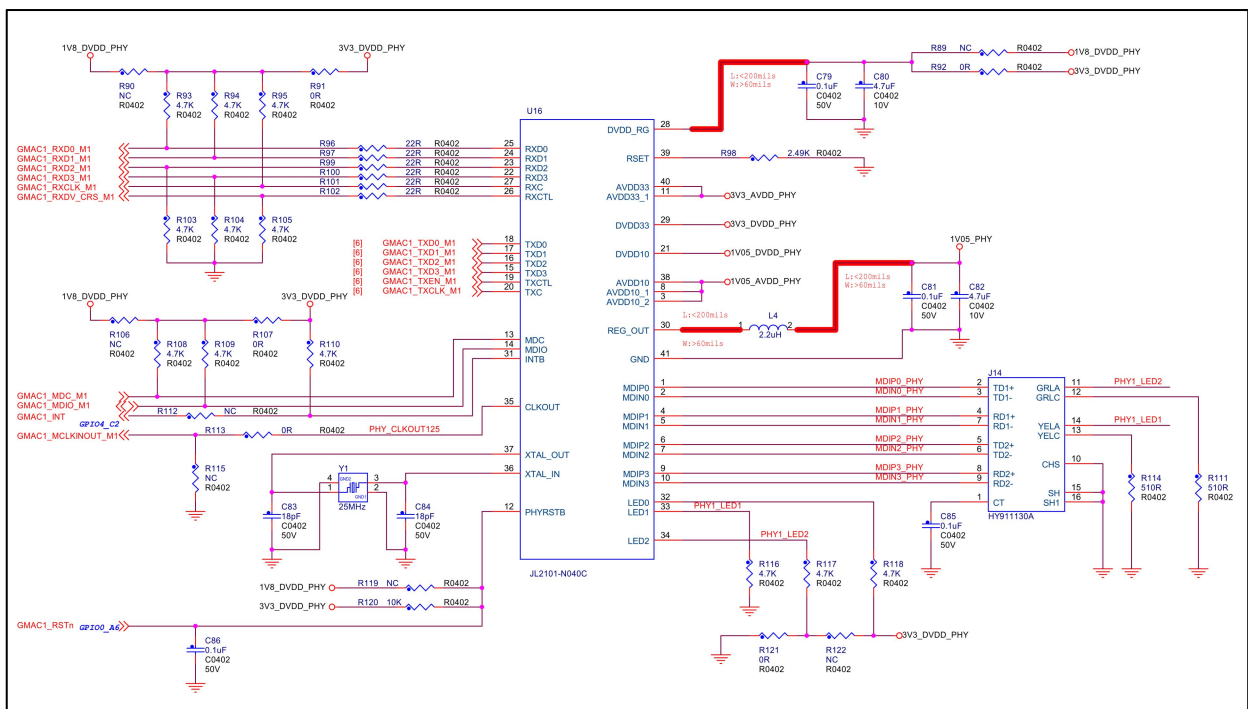 1V8_DVDD_PHY
3V3_DVDD_PHY
R90
NC
R0402
R93
4.7K
R0402
R94
4.7K
R0402
R95
4.7K
R0402
R91
0R
R0402
GMAC1_RXD0_M1
GMAC1_RXD1_M1
GMAC1_RXD2_M1
GMAC1_RXD3_M1
GMAC1_RXCLK_M1
GMAC1_RXDV_CRS_M1
R96 22R R0402
R97 22R R0402
R99 22R R0402
R100 22R R0402
R101 22R R0402
R102 22R R0402
R103
4.7K
R0402
R104
4.7K
R0402
R105
4.7K
R0402
[6] GMAC1_TXD0_M1
[6] GMAC1_TXD1_M1
[6] GMAC1_TXD2_M1
[6] GMAC1_TXD3_M1
[6] GMAC1_TXEN_M1
[6] GMAC1_TXCLK_M1
1V8_DVDD_PHY
3V3_DVDD_PHY
R106
NC
R0402
R108
4.7K
R0402
R109
4.7K
R0402
R107
0R
R0402
R110
4.7K
R0402
GMAC1_MDC_M1
GMAC1_MDIO_M1
GMAC1_INT
GPIO4_C2
R112 NC R0402
GMAC1_MCLKINOUT_M1
R113 0R R0402 PHY_CLKOUT125
R115
NC
R0402
Y1
4 GND2 3
1 GND1 2
25MHz
C83
18pF
C0402
50V
C84
18pF
C0402
50V
1V8_DVDD_PHY R119 NC R0402
3V3_DVDD_PHY R120 10K R0402
GMAC1_RSTn GPIO0_A6
C86
0.1uF
C0402
50V
U16
25 RXD0
24 RXD1
23 RXD2
22 RXD3
27 RXC
26 RXCTL
18 TXD0
17 TXD1
16 TXD2
15 TXD3
19 TXCTL
20 TXC
13 MDC
14 MDIO
31 INTB
35 CLKOUT
37 XTAL_OUT
36 XTAL_IN
12 PHYRSTB
DVDD_RG 28
RSET 39
AVDD33 40
AVDD33_1 11
DVDD33 29
DVDD10 21
AVDD10 38
AVDD10_1 8
AVDD10_2 3
REG_OUT 30
GND 41
MDIP0 1
MDIN0 2
MDIP1 4
MDIN1 5
MDIP2 6
MDIN2 7
MDIP3 9
MDIN3 10
LED0 32
LED1 33
LED2 34
JL2101-N040C
L:<200mils
W:>60mils
C79
0.1uF
C0402
50V
C80
4.7uF
C0402
10V
R89 NC R0402 1V8_DVDD_PHY
R92 0R R0402 3V3_DVDD_PHY
R98 2.49K R0402
3V3_AVDD_PHY
3V3_DVDD_PHY
1V05_DVDD_PHY
1V05_AVDD_PHY
1V05_PHY
L:<200mils
W:>60mils
C81
0.1uF
C0402
50V
C82
4.7uF
C0402
10V
L:<200mils
W:>60mils
1 L4 2
2.2uH
MDIP0_PHY
MDIN0_PHY
MDIP1_PHY
MDIN1_PHY
MDIP2_PHY
MDIN2_PHY
MDIP3_PHY
MDIN3_PHY
J14
2 TD1+
3 TD1-
4 RD1+
7 RD1-
5 TD2+
6 TD2-
8 RD2+
9 RD2-
1 CT
GRLA 11
GRLC 12
YELA 14
YELC 13
CHS 10
SH 15
SH1 16
HY911130A
PHY1_LED2
PHY1_LED1
R114
510R
R0402
R111
510R
R0402
C85
0.1uF
C0402
50V
PHY1_LED1
PHY1_LED2
R116
4.7K
R0402
R117
4.7K
R0402
R118
4.7K
R0402
R121
0R
R0402
R122
NC
R0402
3V3_DVDD_PHY